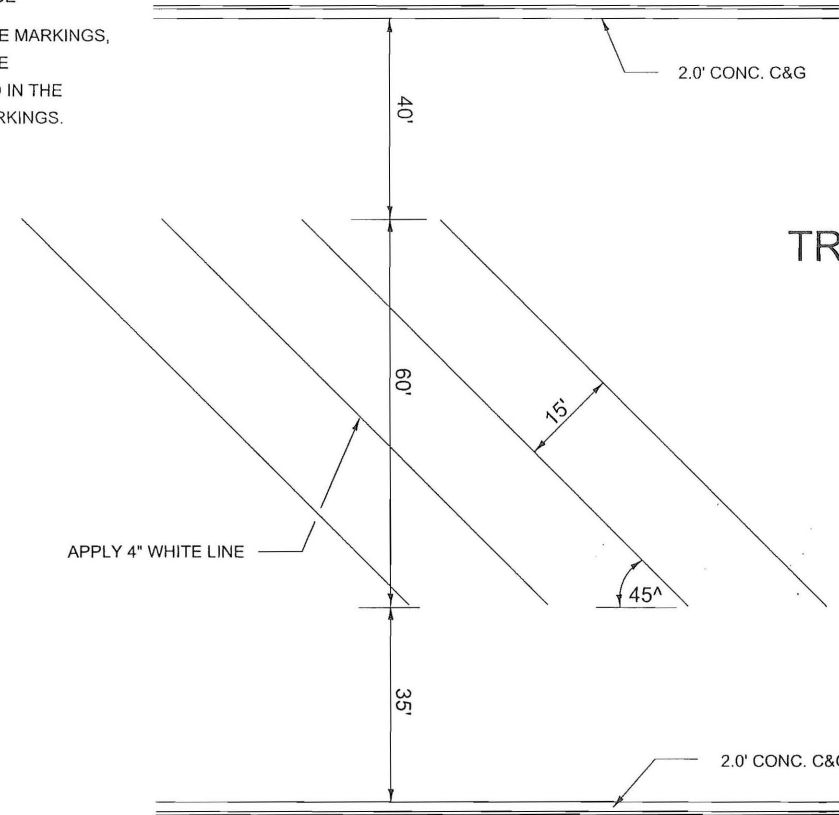 E MARKINGS,
E
IN THE
RKINGS.
2.0' CONC. C&G
40'
TR
60'
15'
APPLY 4" WHITE LINE
45^
35'
2.0' CONC. C&G